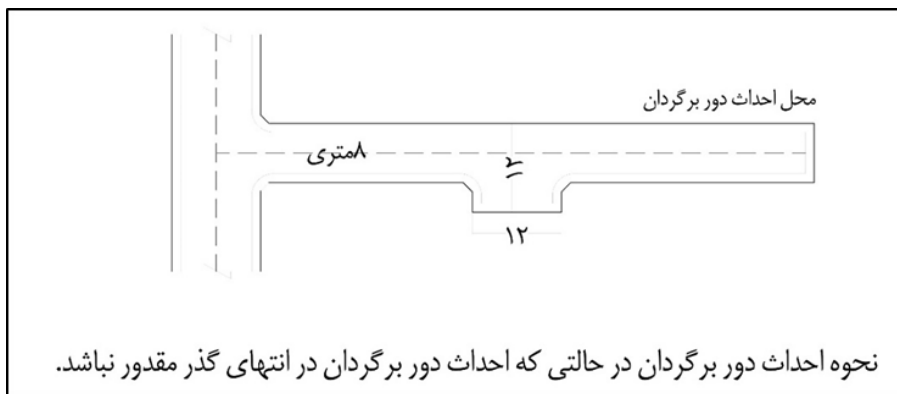 محل احداث دور برگردان
۸متری
۱۲
۱۲
نحوه احداث دور برگردان در حالتی که احداث دور برگردان در انتهای گذر مقدور نباشد.